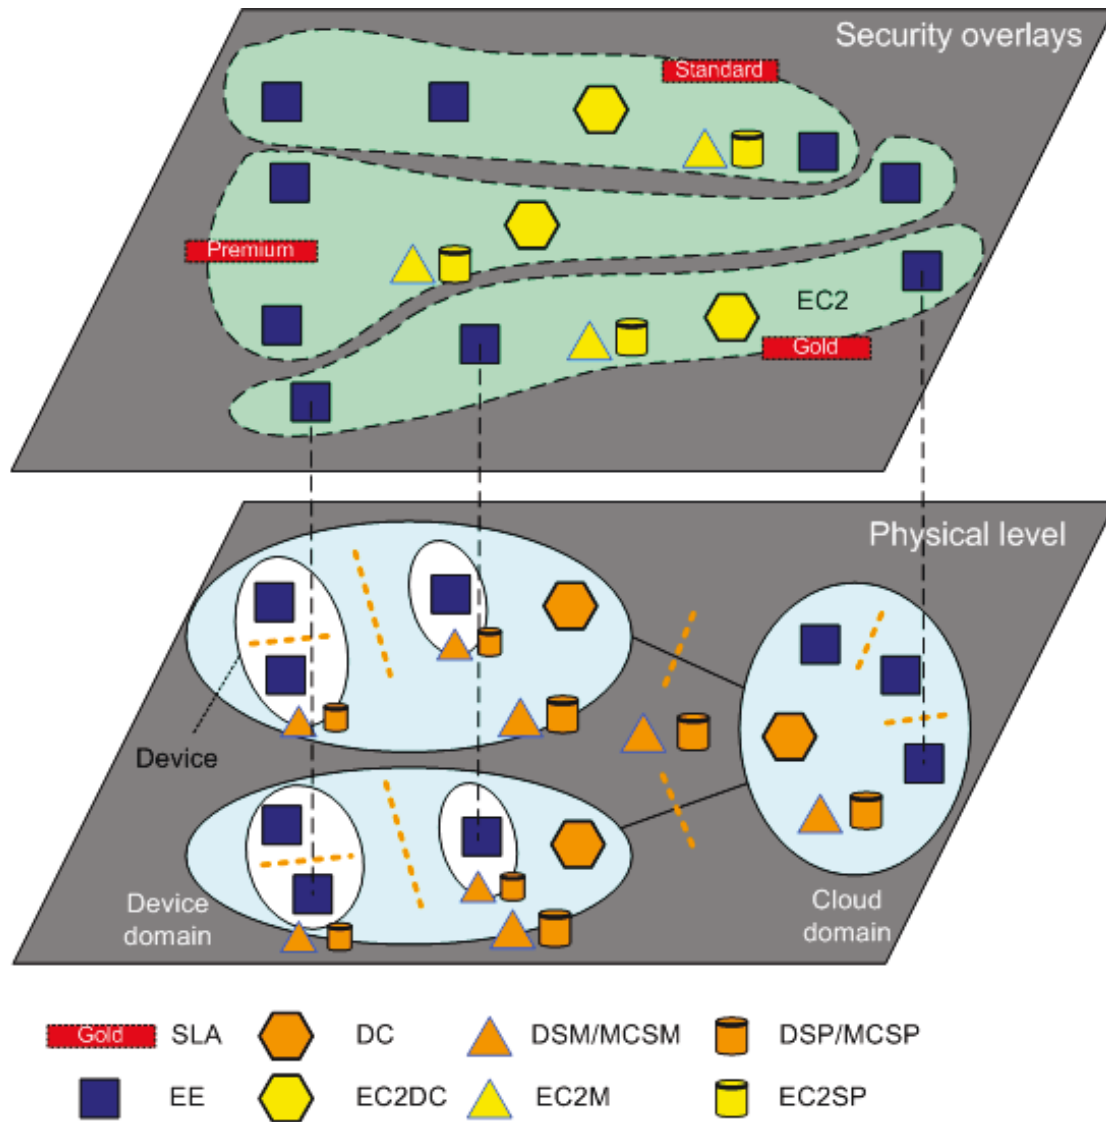 Security overlays
Standard
Premium
EC2
Gold
Physical level
Device
Device
domain
Cloud
domain
Gold SLA DC DSM/MCSM DSP/MCSP
EE EC2DC EC2M EC2SP